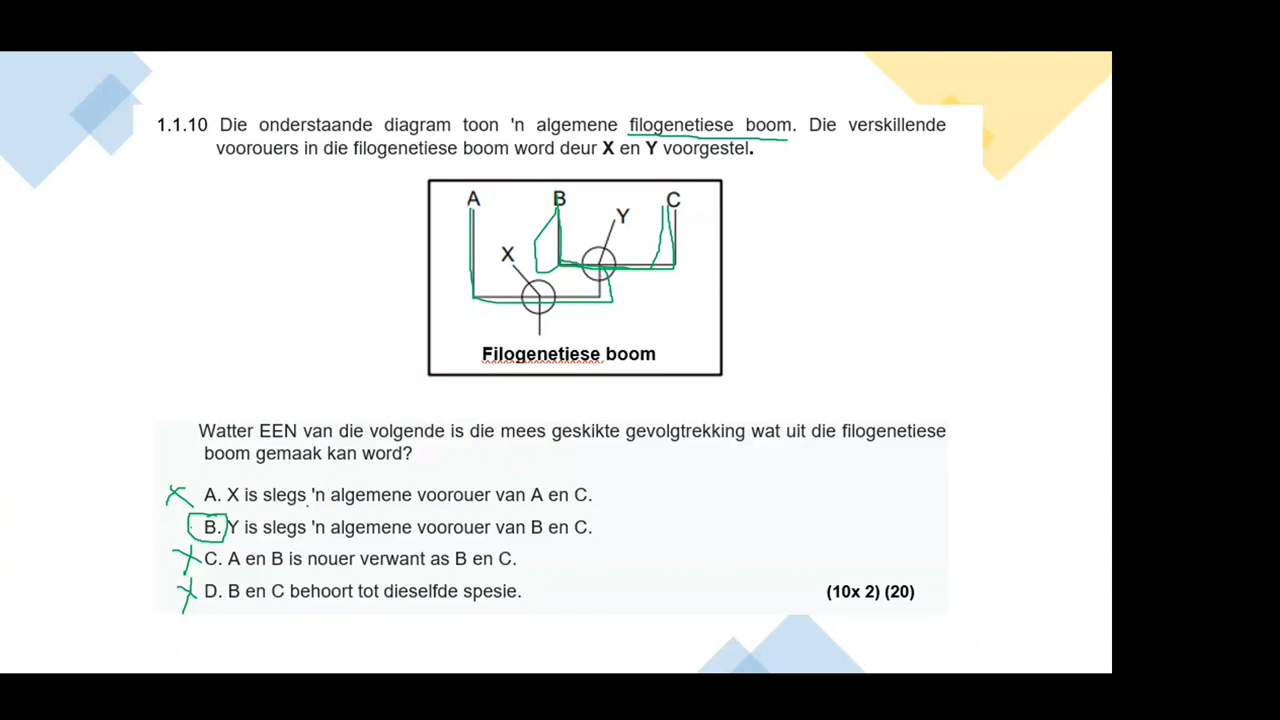 1.1.10 Die onderstaande diagram toon 'n algemene filogenetiese boom. Die verskillende
voorouers in die filogenetiese boom word deur X en Y voorgestel.
A B C
Y
X
Filogenetiese boom
Watter EEN van die volgende is die mees geskikte gevolgtrekking wat uit die filogenetiese
boom gemaak kan word?
A. X is slegs 'n algemene voorouer van A en C.
B. Y is slegs 'n algemene voorouer van B en C.
C. A en B is nouer verwant as B en C.
D. B en C behoort tot dieselfde spesie. (10x 2) (20)